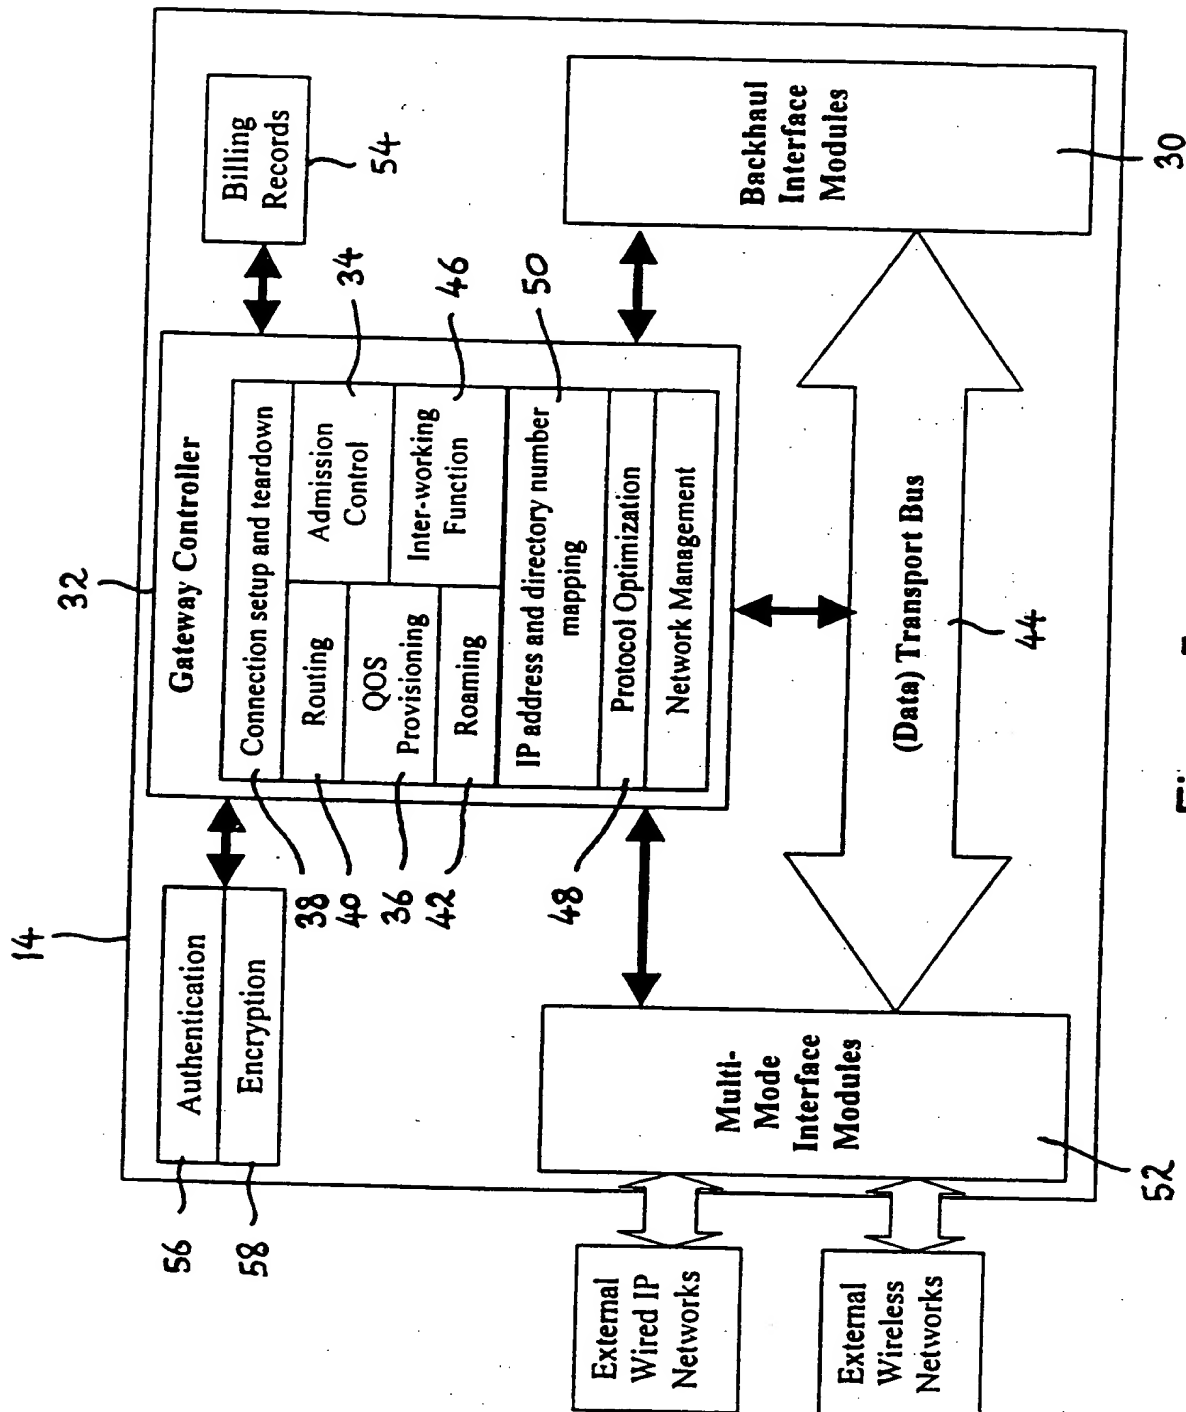 14
32
Gateway Controller
Connection setup and teardown
Routing
Admission
Control
QOS
Provisioning
Inter-working
Function
Roaming
IP address and directory number
mapping
Protocol Optimization
Network Management
Authentication
Encryption
56
58
Billing
Records
54
34
46
50
38
40
36
42
48
Multi-
Mode
Interface
Modules
52
(Data) Transport Bus
44
Backhaul
Interface
Modules
30
External
Wired IP
Networks
External
Wireless
Networks